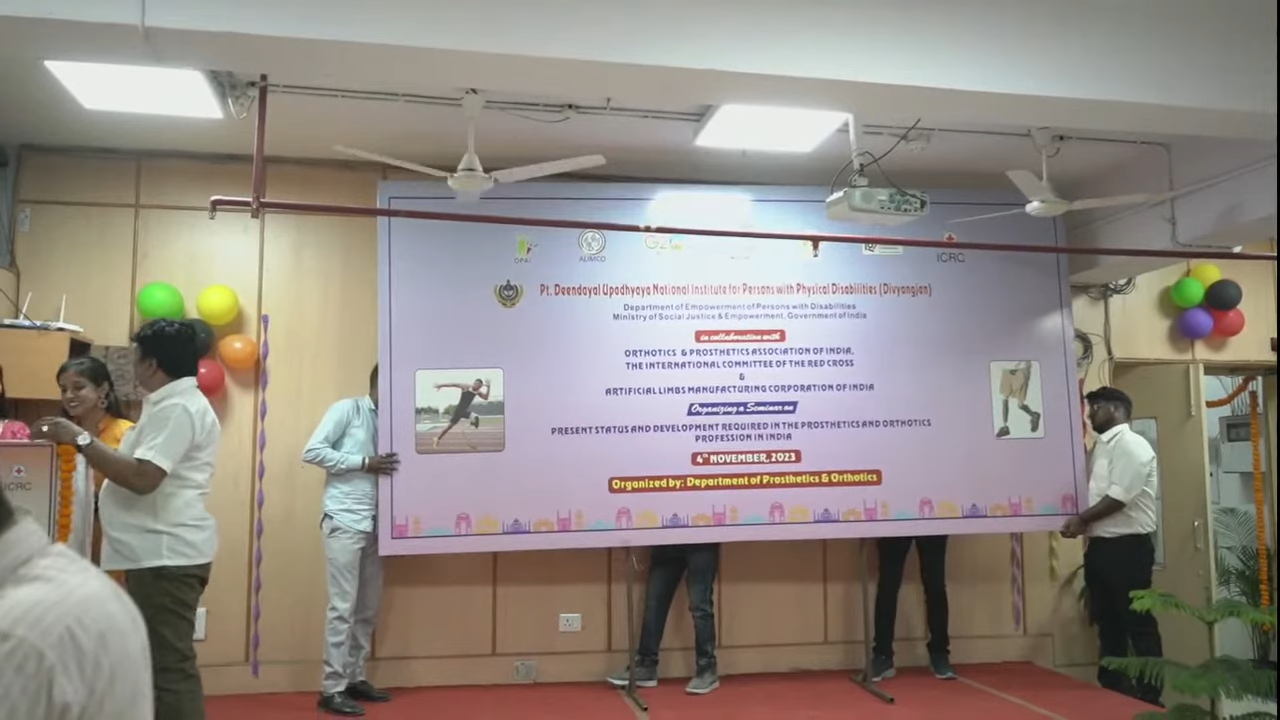 OPAI
ALIMCO
G20
ICRC
Pt. Deendayal Upadhyaya National Institute for Persons with Physical Disabilities (Divyangjan)
Department of Empowerment of Persons with Disabilities
Ministry of Social Justice & Empowerment, Government of India
in collaboration with
ORTHOTICS & PROSTHETICS ASSOCIATION OF INDIA,
THE INTERNATIONAL COMMITTEE OF THE RED CROSS
&
ARTIFICIAL LIMBS MANUFACTURING CORPORATION OF INDIA
Organizing a Seminar on
PRESENT STATUS AND DEVELOPMENT REQUIRED IN THE PROSTHETICS AND ORTHOTICS
PROFESSION IN INDIA
4th NOVEMBER, 2023
Organized by: Department of Prosthetics & Orthotics
ICRC